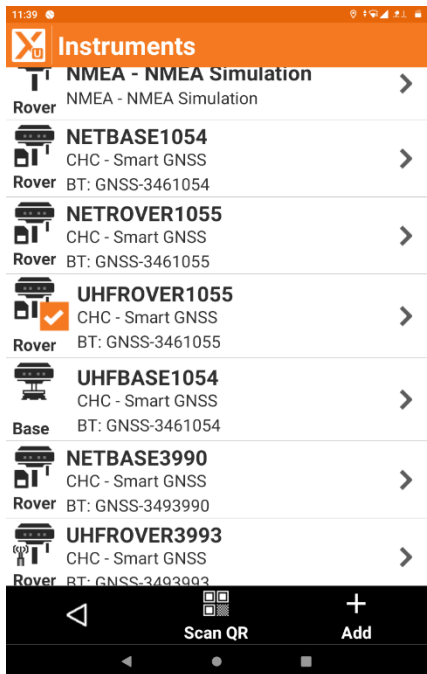 11:39
XU Instruments
NMEA - NMEA Simulation
NMEA - NMEA Simulation
Rover
NETBASE1054
CHC - Smart GNSS
Rover BT: GNSS-3461054
NETROVER1055
CHC - Smart GNSS
Rover BT: GNSS-3461055
UHFROVER1055
CHC - Smart GNSS
Rover BT: GNSS-3461055
UHFBASE1054
CHC - Smart GNSS
Base BT: GNSS-3461054
NETBASE3990
CHC - Smart GNSS
Rover BT: GNSS-3493990
UHFROVER3993
CHC - Smart GNSS
Rover BT: GNSS-3493993
Scan QR Add